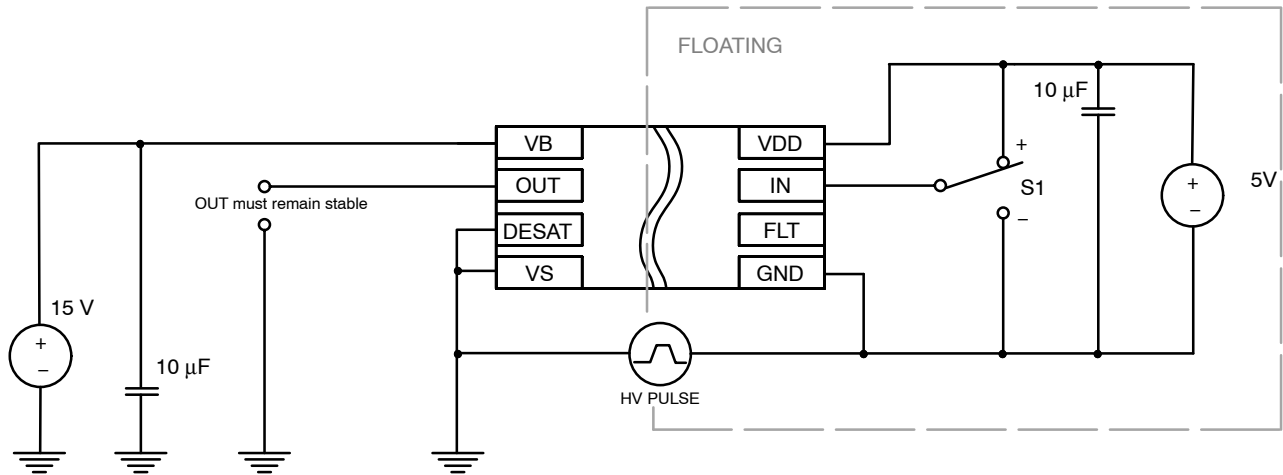 FLOATING
10 μF
VB
VDD
+
OUT
IN
S1
+
5V
OUT must remain stable
−
−
DESAT
FLT
VS
GND
15 V
+
−
10 μF
HV PULSE